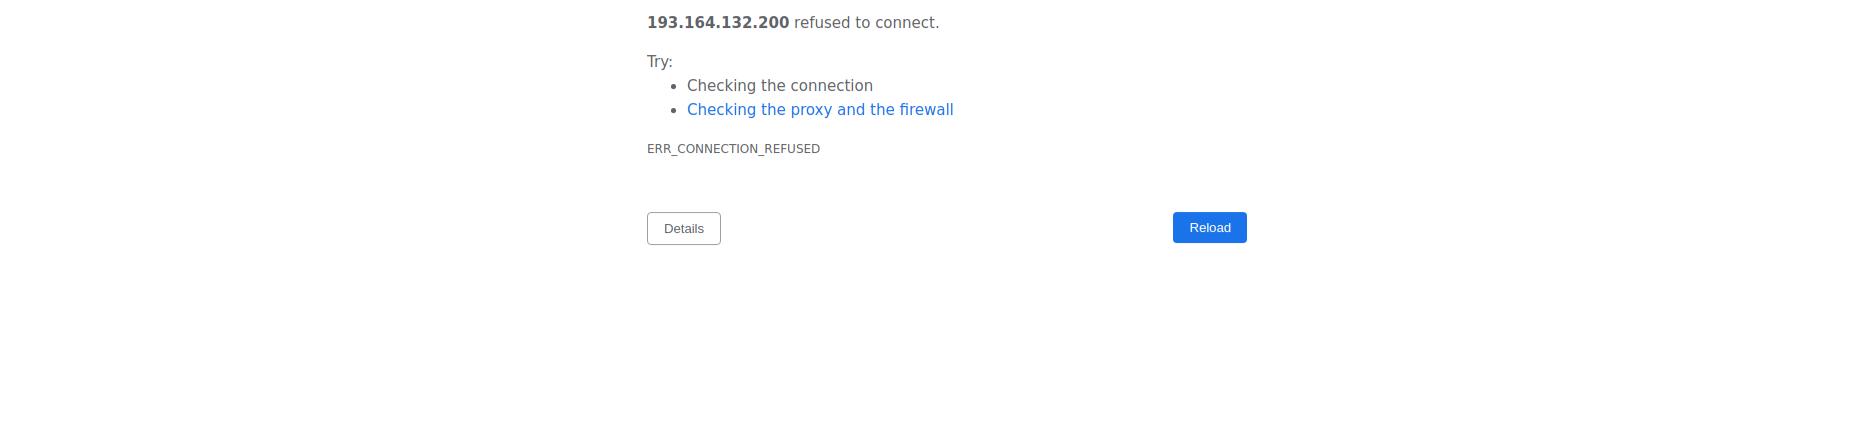 193.164.132.200 refused to connect.
Try:
Checking the connection
Checking the proxy and the firewall
ERR_CONNECTION_REFUSED
Details
Reload